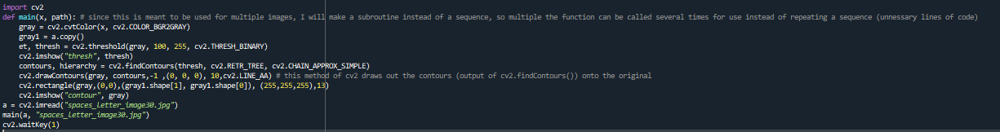 import cv2
def main(x, path): # since this is meant to be used for multiple images, I will make a subroutine instead of a sequence, so multiple the function can be called several times for use instead of repeating a sequence (unnessary lines of code)
    gray = cv2.cvtColor(x, cv2.COLOR_BGR2GRAY)
    gray1 = a.copy()
    et, thresh = cv2.threshold(gray, 100, 255, cv2.THRESH_BINARY)
    cv2.imshow("thresh", thresh)
    contours, hierarchy = cv2.findContours(thresh, cv2.RETR_TREE, cv2.CHAIN_APPROX_SIMPLE)
    cv2.drawContours(gray, contours,-1 ,(0, 0, 0), 10,cv2.LINE_AA) # this method of cv2 draws out the contours (output of cv2.findContours()) onto the original
    cv2.rectangle(gray,(0,0),(gray1.shape[1], gray1.shape[0]), (255,255,255),13)
    cv2.imshow("contour", gray)
a = cv2.imread("spaces_letter_image30.jpg")
main(a, "spaces_letter_image30.jpg")
cv2.waitKey(1)